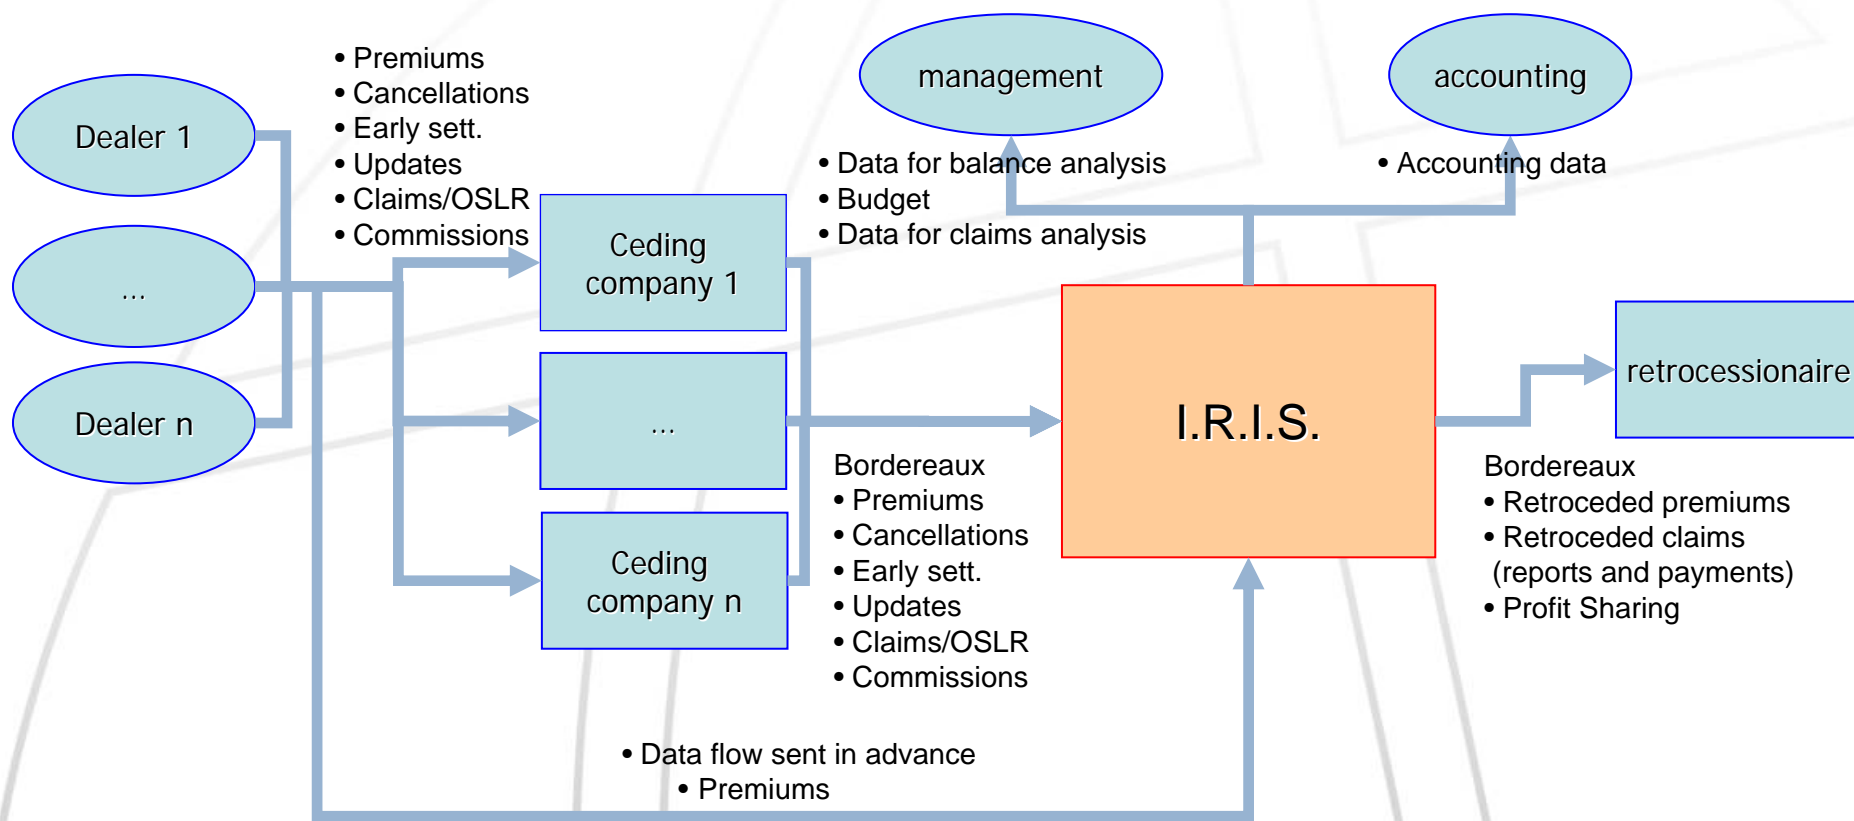 Dealer 1
...
Dealer n
• Premiums
• Cancellations
• Early sett.
• Updates
• Claims/OSLR
• Commissions
Ceding
company 1
...
Ceding
company n
management
accounting
• Data for balance analysis
• Budget
• Data for claims analysis
• Accounting data
I.R.I.S.
retrocessionaire
Bordereaux
• Premiums
• Cancellations
• Early sett.
• Updates
• Claims/OSLR
• Commissions
Bordereaux
• Retroceded premiums
• Retroceded claims
(reports and payments)
• Profit Sharing
• Data flow sent in advance
• Premiums